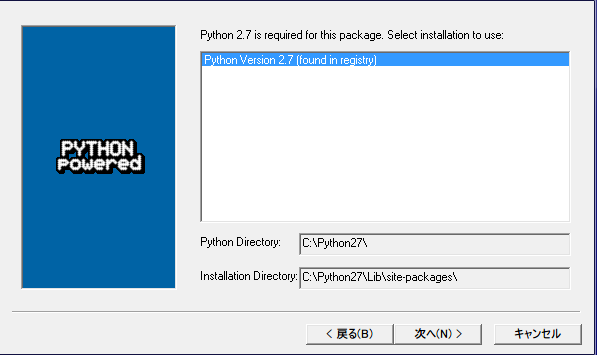 Python 2.7 is required for this package. Select installation to use:
Python Version 2.7 (found in registry)
PYTHON
powered
Python Directory:
C:\Python27\
Installation Directory:
C:\Python27\Lib\site-packages\
< 戻る(B)
次へ(N) >
キャンセル